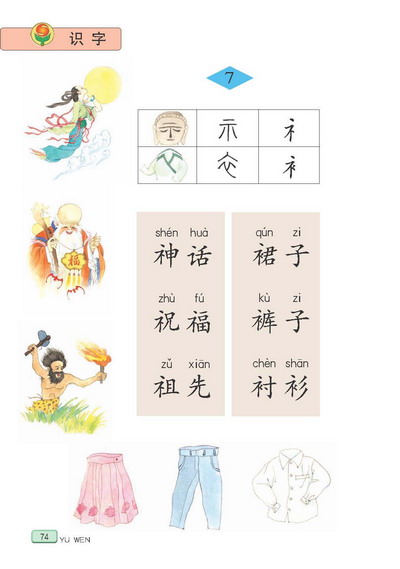 识字
7
示 礻
衣 衤
shén huà qún zi
神话 裙子
zhù fú kù zi
祝福 裤子
zǔ xiān chèn shān
祖先 衬衫
福
74 YU WEN